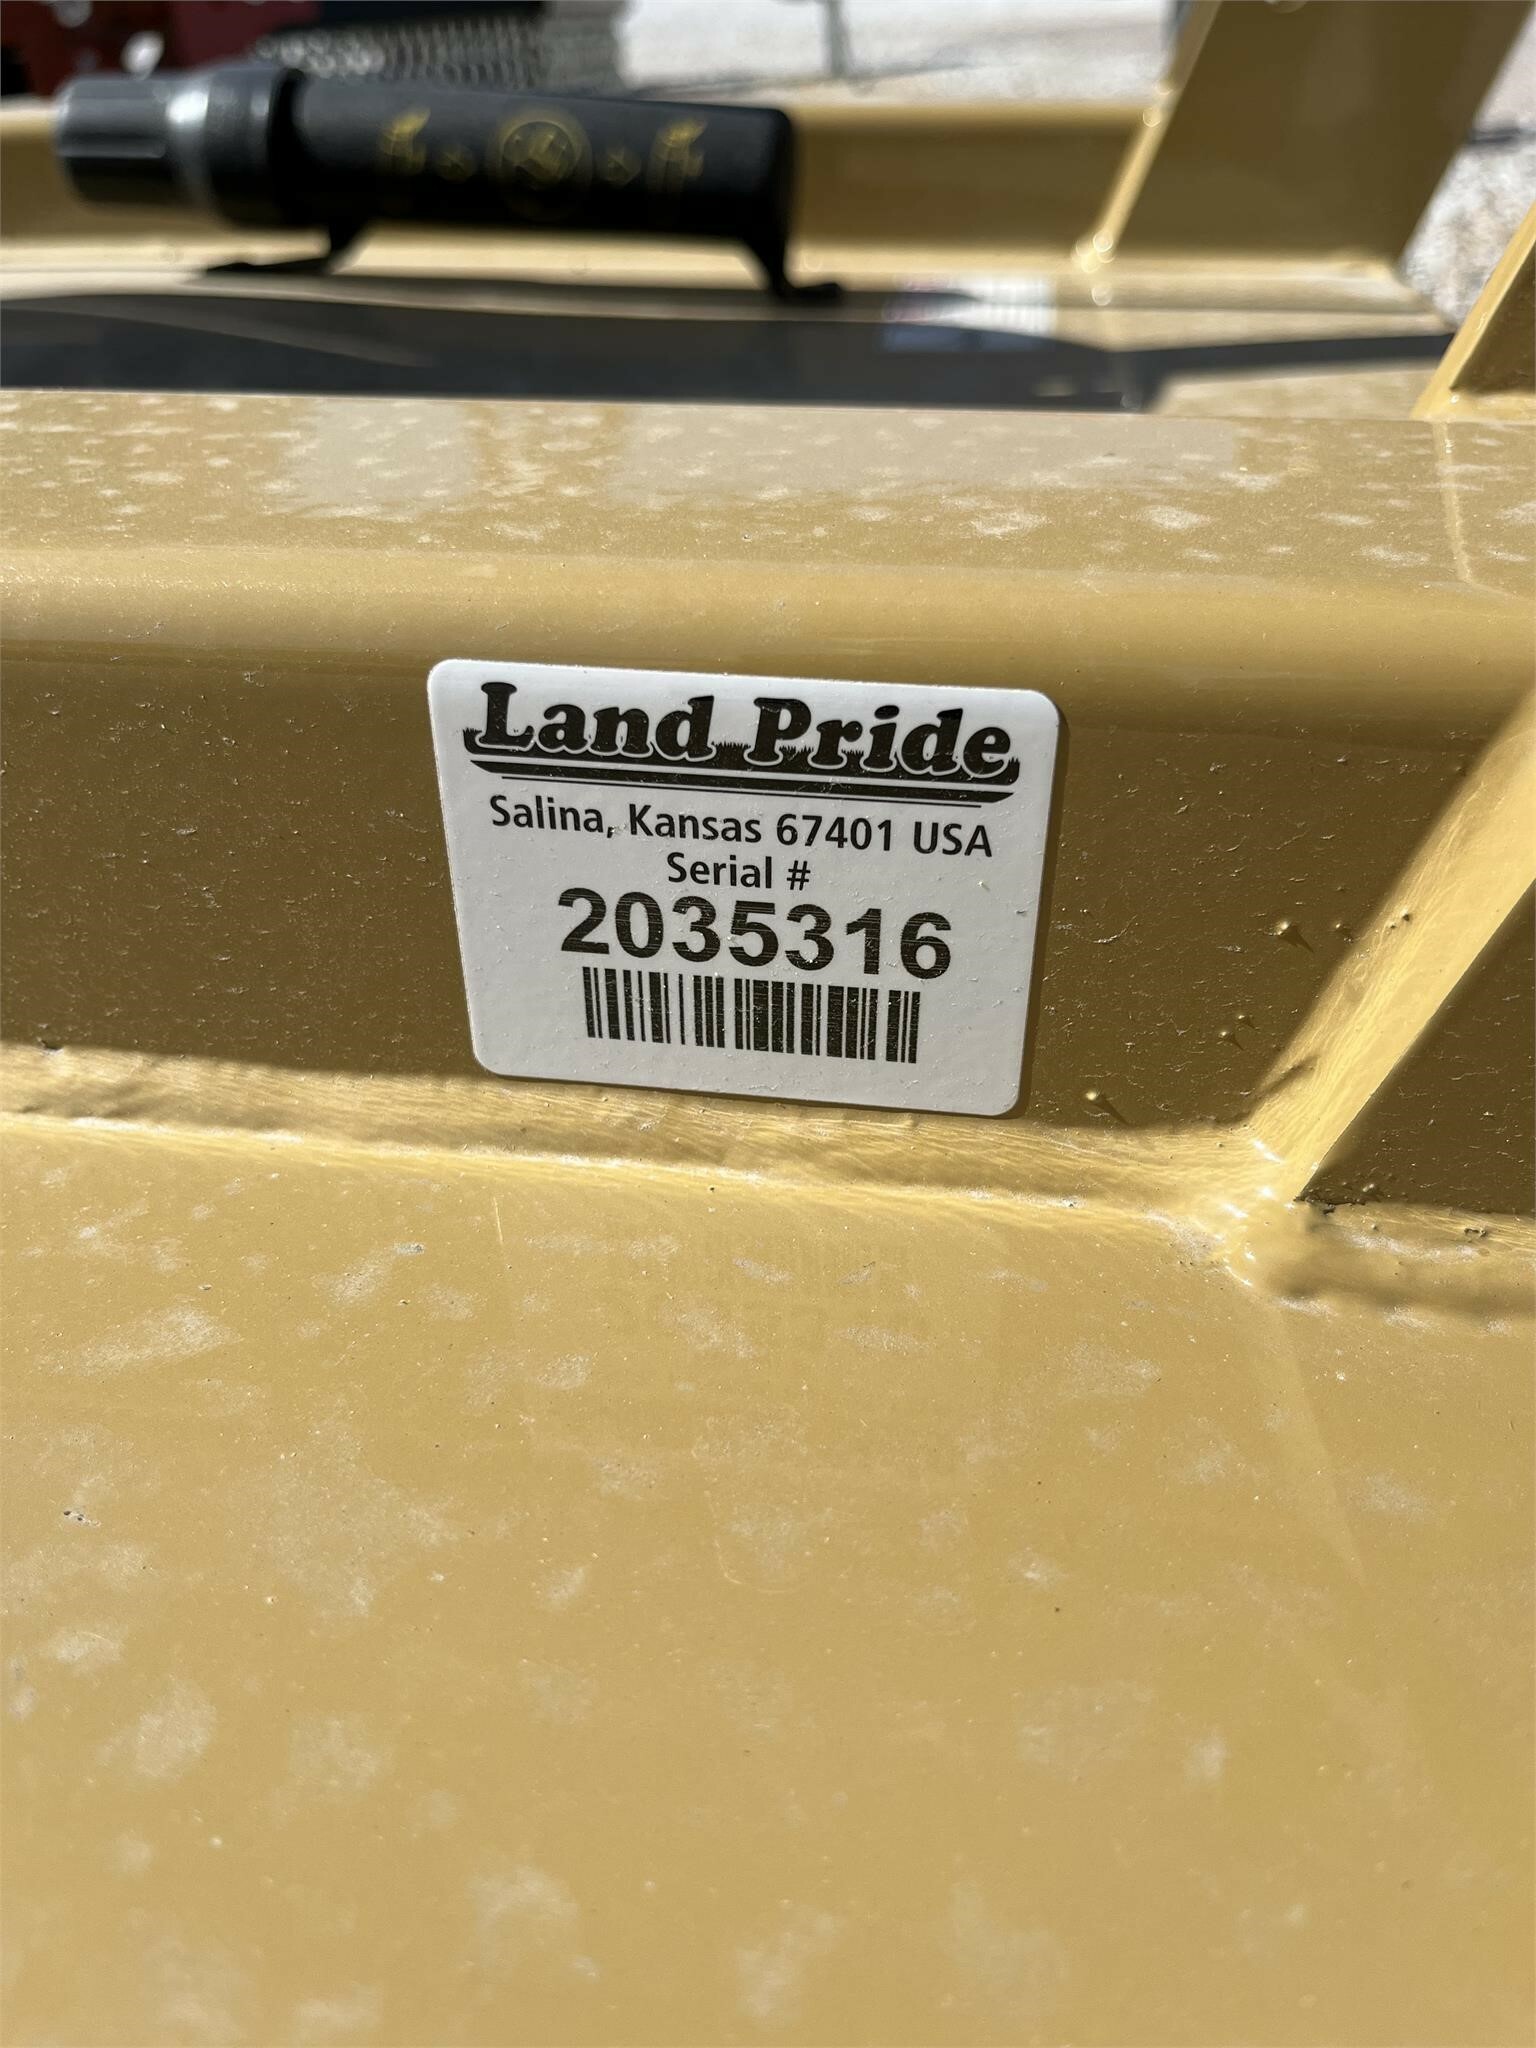 Land Pride
Salina, Kansas 67401 USA
Serial #
2035316